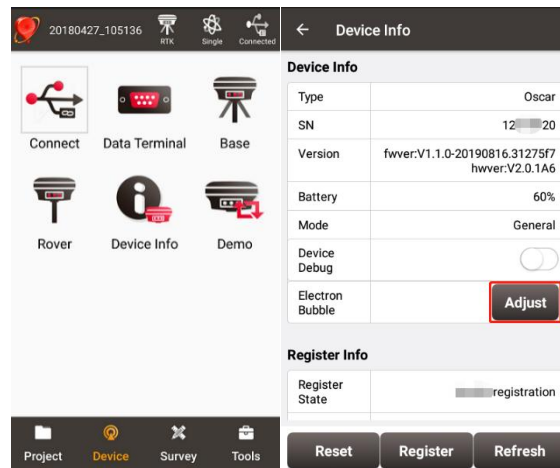 20180427_105136
RTK
Single
Connected
Connect
Data Terminal
Base
Rover
Device Info
Demo
Project
Device
Survey
Tools
Device Info
Device Info
Type
Oscar
SN
12 20
Version
fwver:V1.1.0-20190816.31275f7
hwver:V2.0.1A6
Battery
60%
Mode
General
Device
Debug
Electron
Bubble
Adjust
Register Info
Register
State
registration
Reset
Register
Refresh